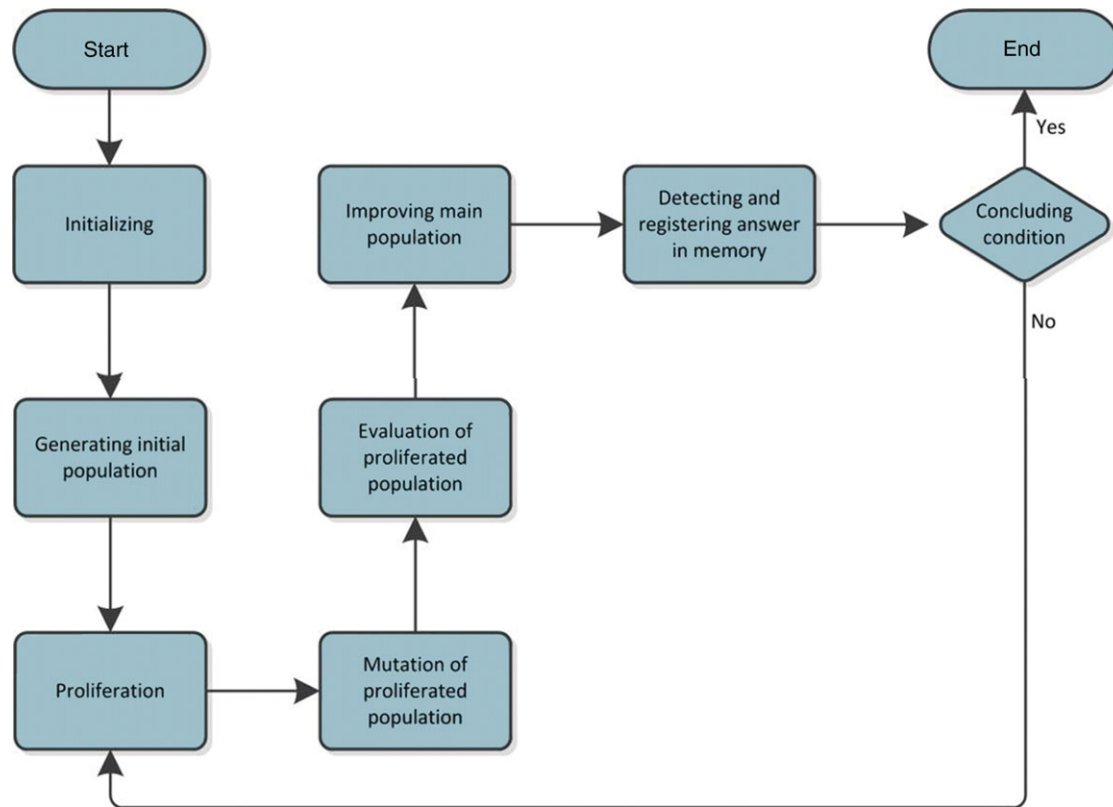 Start
Initializing
Generating initial
population
Proliferation
Mutation of
proliferated
population
Evaluation of
proliferated
population
Improving main
population
Detecting and
registering answer
in memory
Concluding
condition
Yes
End
No